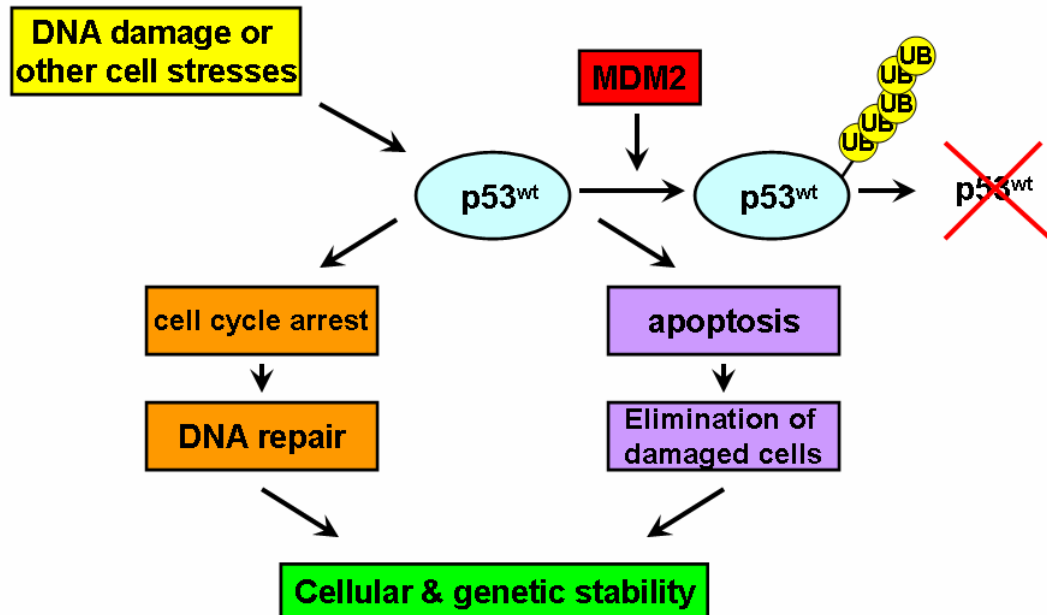 DNA damage or
other cell stresses
MDM2
UB
UB
UB
UB
UB
p53wt
p53wt
p53wt
cell cycle arrest
apoptosis
DNA repair
Elimination of
damaged cells
Cellular & genetic stability